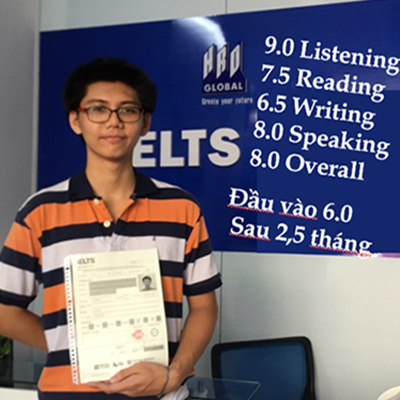 HRD
GLOBAL
Create your future
IELTS
9.0 Listening
7.5 Reading
6.5 Writing
8.0 Speaking
8.0 Overall
Đầu vào 6.0
Sau 2,5 tháng
IELTS